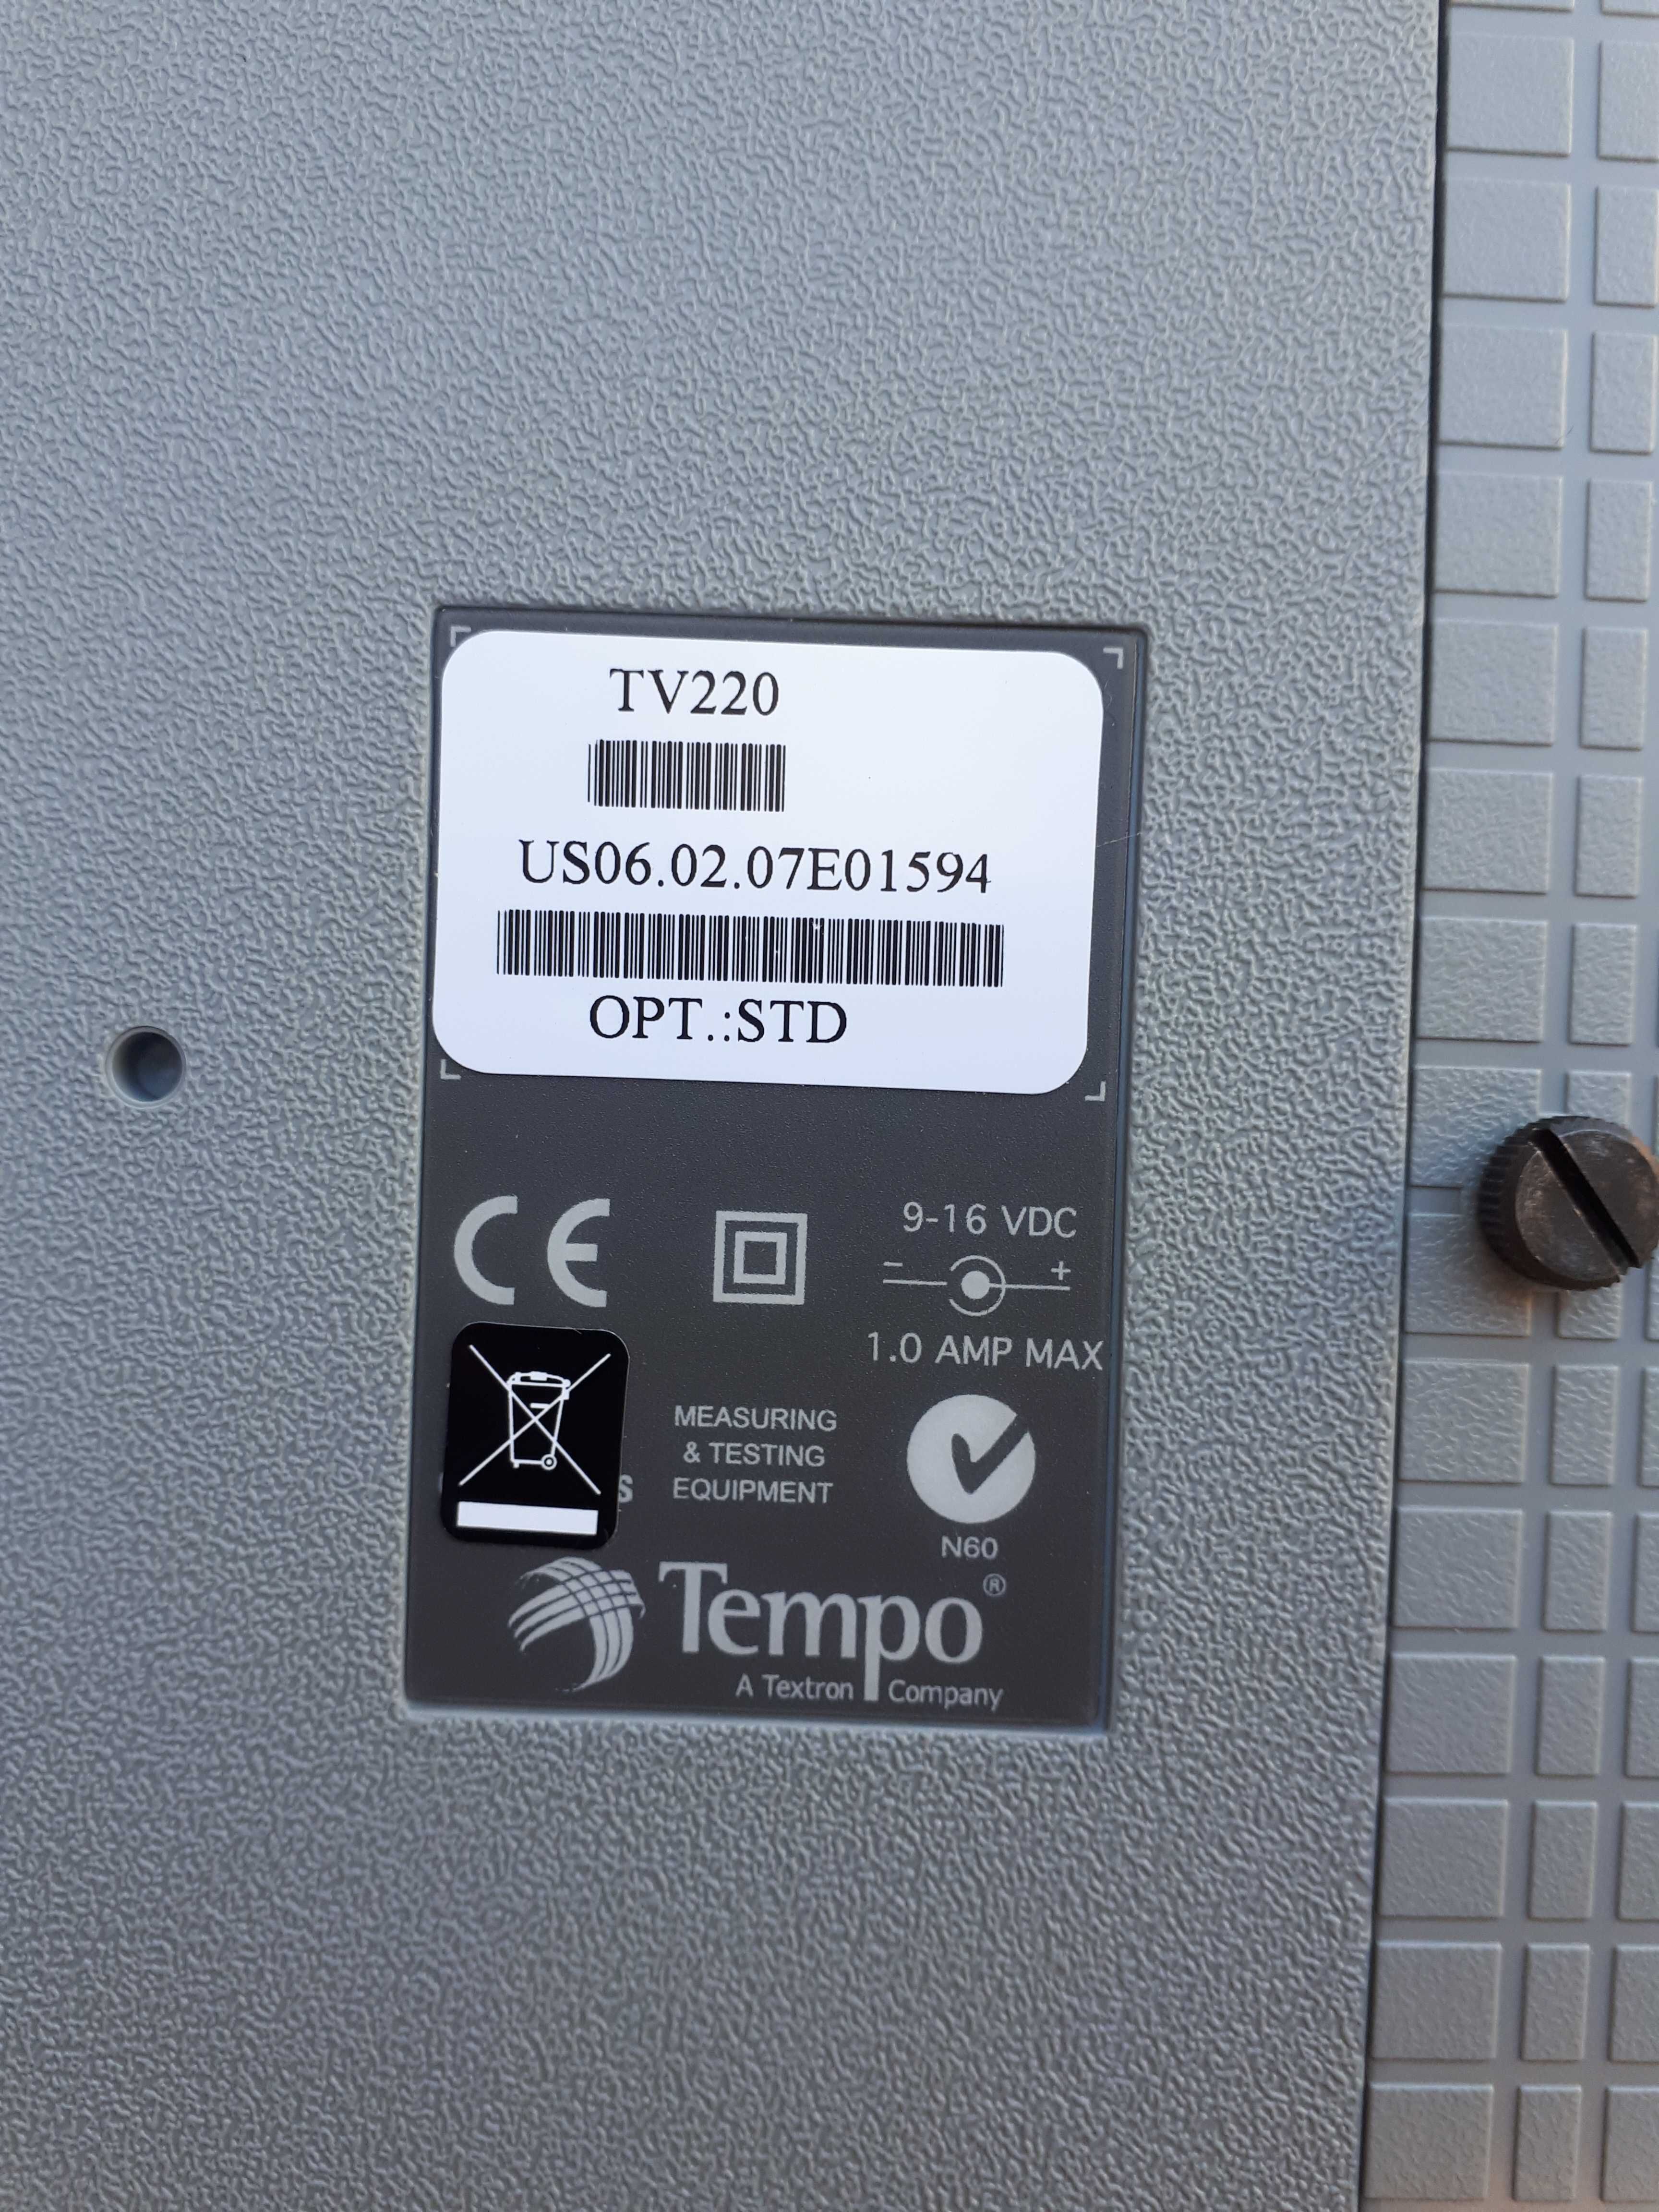 TV220
US06.02.07E01594
OPT.:STD
CE
9-16 VDC
- +
1.0 AMP MAX
MEASURING
& TESTING
EQUIPMENT
N60
Tempo®
A Textron Company